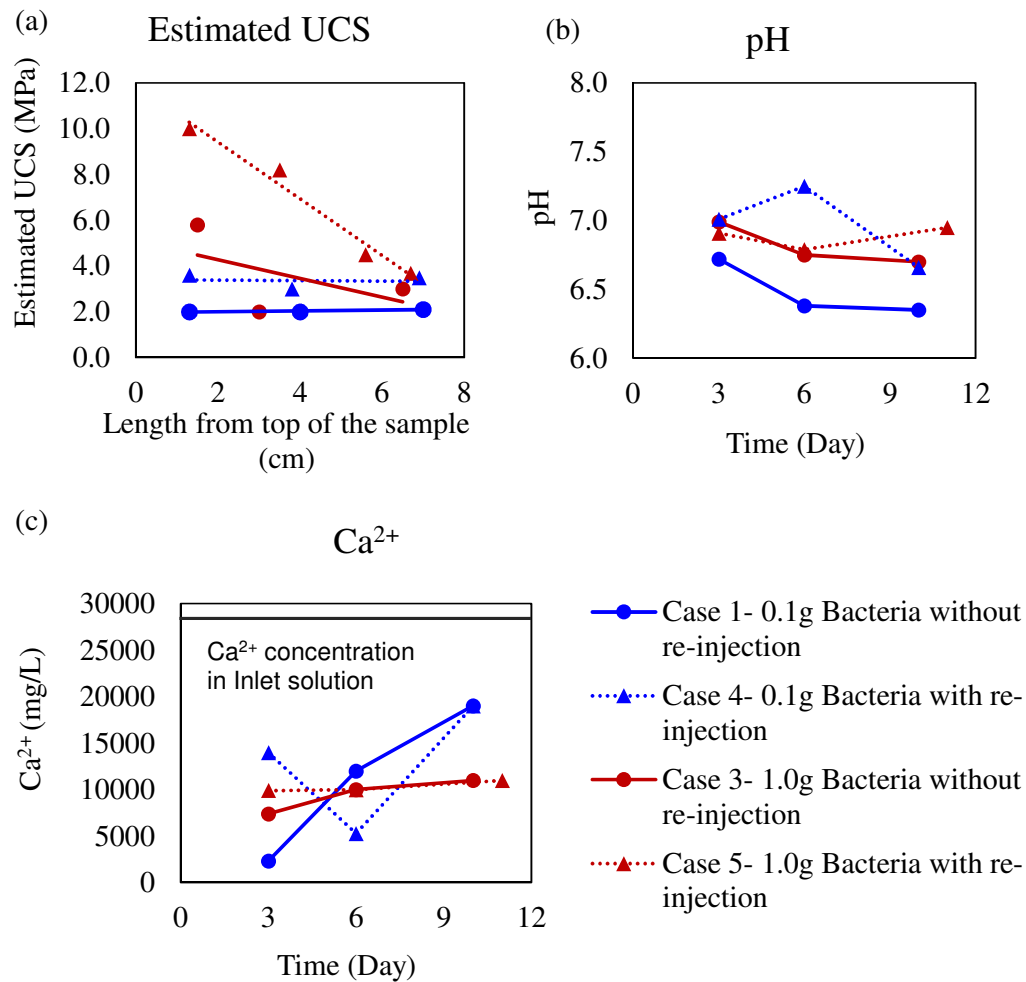 (a)
Estimated UCS
Estimated UCS (MPa)
12.0
10.0
8.0
6.0
4.0
2.0
0.0
0
2
4
6
8
Length from top of the sample
(cm)
(b)
pH
pH
8.0
7.5
7.0
6.5
6.0
0
3
6
9
12
Time (Day)
(c)
Ca²⁺
Ca²⁺ (mg/L)
30000
25000
20000
15000
10000
5000
0
Ca²⁺ concentration
in Inlet solution
0
3
6
9
12
Time (Day)
Case 1- 0.1g Bacteria without
re-injection
Case 4- 0.1g Bacteria with re-
injection
Case 3- 1.0g Bacteria without
re-injection
Case 5- 1.0g Bacteria with re-
injection